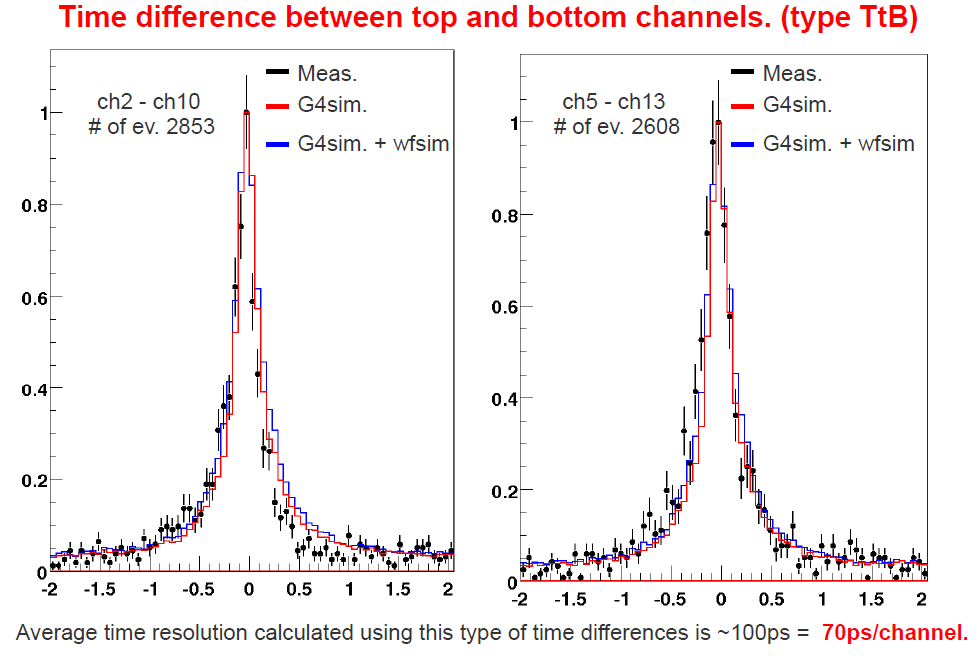 Time difference between top and bottom channels. (type TtB)
Meas.
ch2 - ch10
G4sim.
# of ev. 2853
G4sim. + wfsim
1
0.8
0.6
0.4
0.2
0
-2 -1.5 -1 -0.5 0 0.5 1 1.5 2
Meas.
ch5 - ch13
G4sim.
# of ev. 2608
G4sim. + wfsim
1
0.8
0.6
0.4
0.2
0
-2 -1.5 -1 -0.5 0 0.5 1 1.5 2
Average time resolution calculated using this type of time differences is ~100ps = 70ps/channel.